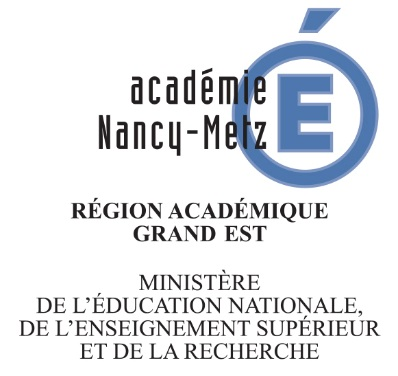 académie
Nancy-Metz
É
RÉGION ACADÉMIQUE
GRAND EST
MINISTÈRE
DE L'ÉDUCATION NATIONALE,
DE L'ENSEIGNEMENT SUPÉRIEUR
ET DE LA RECHERCHE